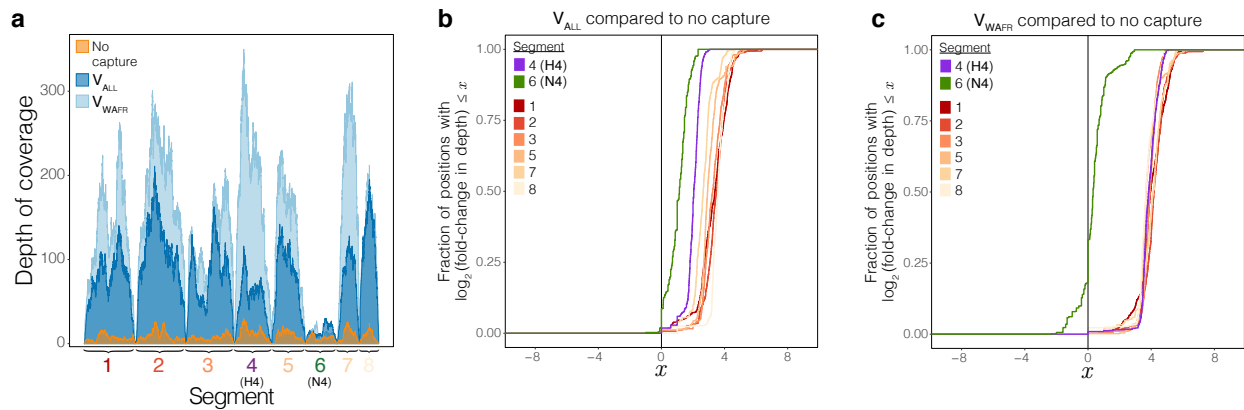 a
No
capture
V_ALL
V_WAFR
Depth of coverage
300
200
100
0
1 2 3 4 5 6 7 8
(H4) (N4)
Segment
b
V_ALL compared to no capture
Fraction of positions with
log₂ (fold-change in depth) ≤ x
1.00
0.75
0.50
0.25
0.00
Segment
4 (H4)
6 (N4)
1
2
3
5
7
8
-8 -4 0 4 8
x
c
V_WAFR compared to no capture
Fraction of positions with
log₂ (fold-change in depth) ≤ x
1.00
0.75
0.50
0.25
0.00
Segment
4 (H4)
6 (N4)
1
2
3
5
7
8
-8 -4 0 4 8
x